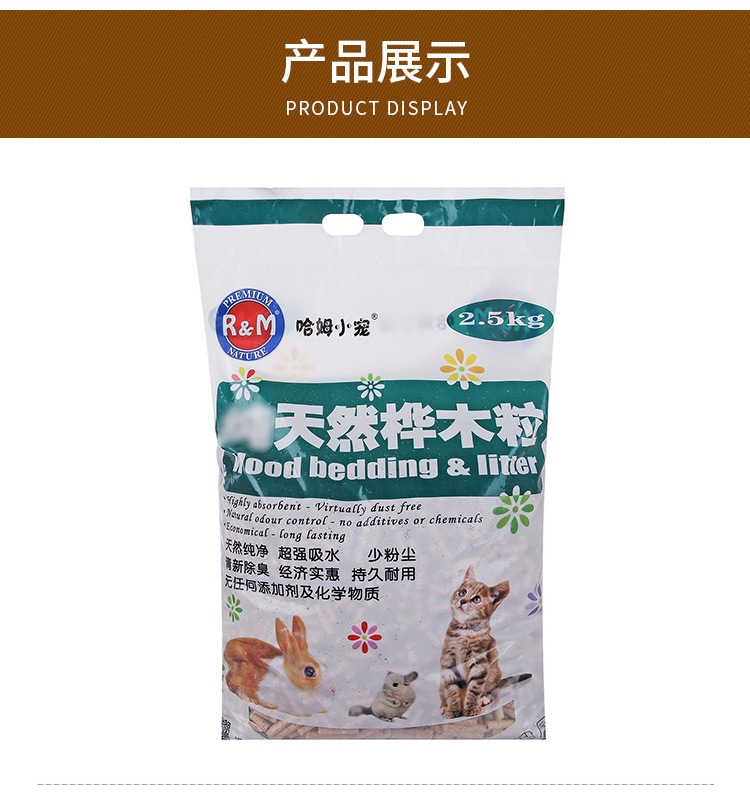 产品展示
PRODUCT DISPLAY
PREMIUM
R&M®
NATURE
哈姆小宠®
2.5kg
天然桦木粒
Wood bedding & litter
- Highly absorbent - Virtually dust free
- Natural odour control - no additives or chemicals
- Economical - long lasting
天然纯净 超强吸水 少粉尘
清新除臭 经济实惠 持久耐用
无任何添加剂及化学物质